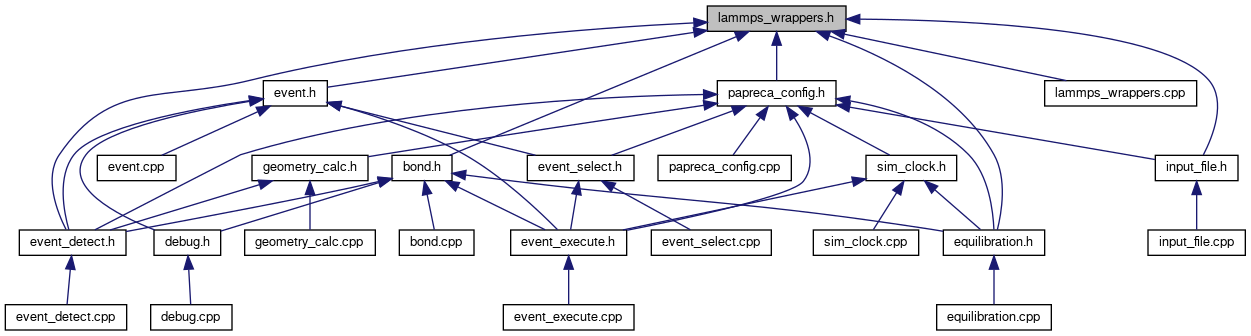 lammps_wrappers.h
event.h
papreca_config.h
lammps_wrappers.cpp
event.cpp
geometry_calc.h
bond.h
event_select.h
papreca_config.cpp
sim_clock.h
input_file.h
event_detect.h
debug.h
geometry_calc.cpp
bond.cpp
event_execute.h
event_select.cpp
sim_clock.cpp
equilibration.h
input_file.cpp
event_detect.cpp
debug.cpp
event_execute.cpp
equilibration.cpp